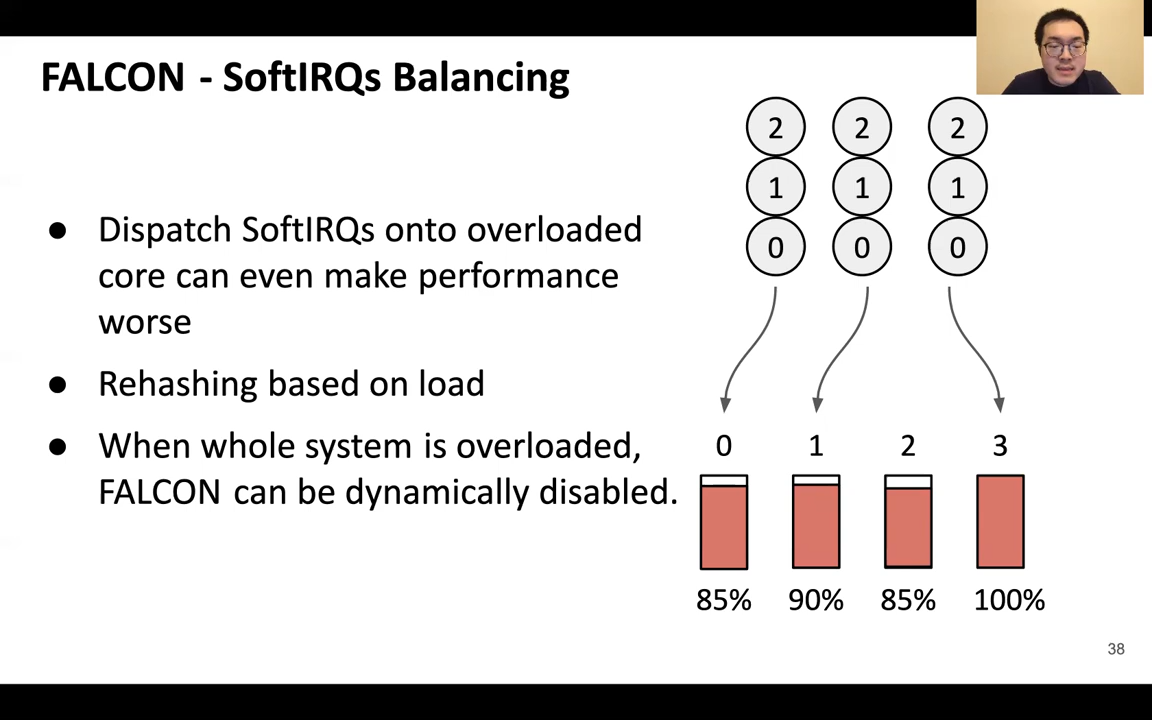 FALCON - SoftIRQs Balancing
● Dispatch SoftIRQs onto overloaded
core can even make performance
worse
● Rehashing based on load
● When whole system is overloaded,
FALCON can be dynamically disabled.
2 2 2
1 1 1
0 0 0
0 1 2 3
85% 90% 85% 100%
38